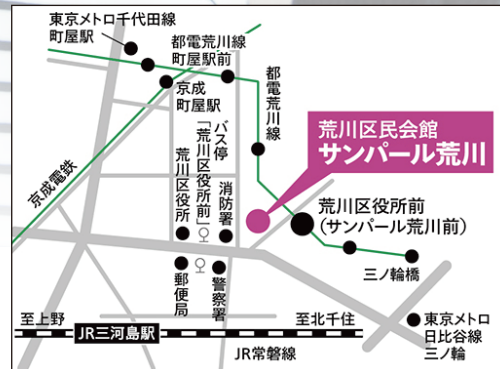 東京メトロ千代田線
町屋駅
都電荒川線
町屋駅前
京成
町屋駅
都電荒川線
荒川区民会館
サンパール荒川
京成電鉄
バス停
「荒川区役所前」
荒川区役所
消防署
荒川区役所前
(サンパール荒川前)
三ノ輪橋
郵便局
警察署
至上野
JR三河島駅
至北千住
JR常磐線
東京メトロ
日比谷線
三ノ輪